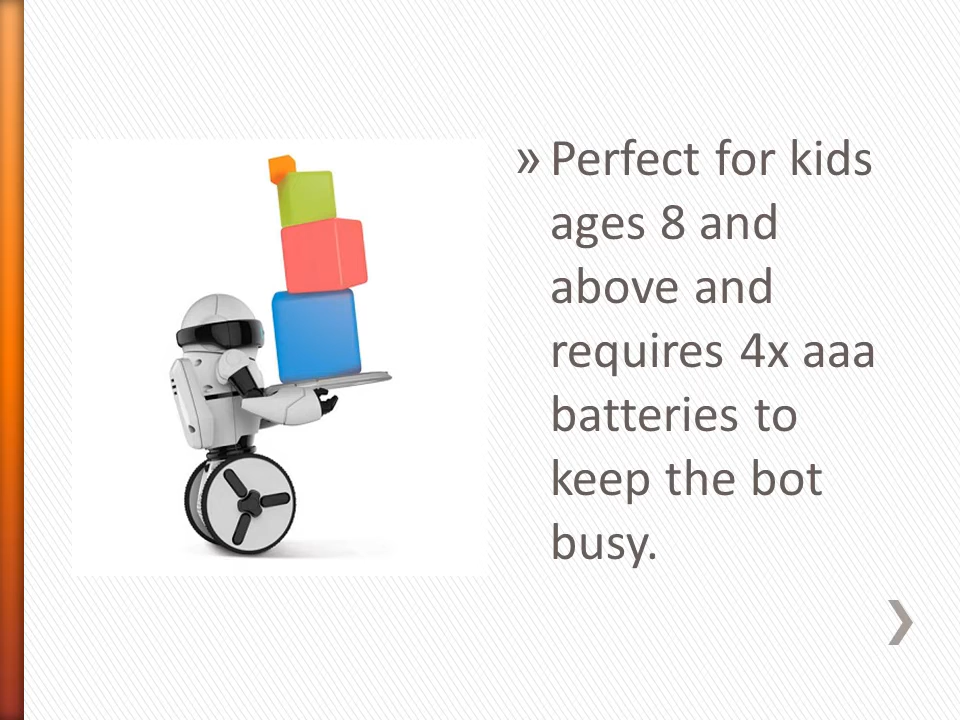 » Perfect for kids
ages 8 and
above and
requires 4x aaa
batteries to
keep the bot
busy.